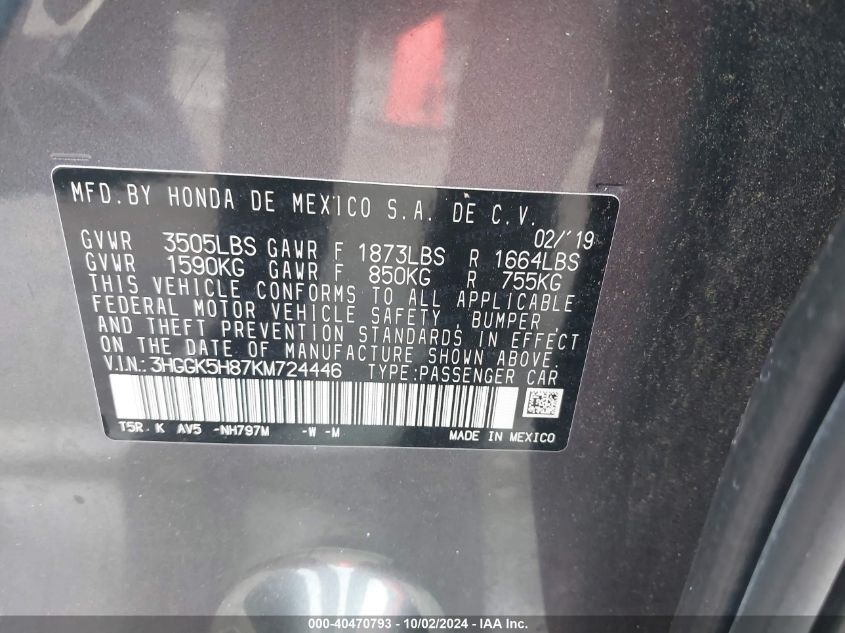 MFD. BY HONDA DE MEXICO S.A. DE C.V.
02/'19
GVWR 3505LBS GAWR F 1873LBS R 1664LBS
GVWR 1590KG GAWR F 850KG R 755KG
THIS VEHICLE CONFORMS TO ALL APPLICABLE
FEDERAL MOTOR VEHICLE SAFETY, BUMPER,
AND THEFT PREVENTION STANDARDS IN EFFECT
ON THE DATE OF MANUFACTURE SHOWN ABOVE.
V.I.N.: 3HGGK5H87KM724446 TYPE:PASSENGER CAR
T5R K AV5 -NH797M -W -M MADE IN MEXICO
000-40470793 - 10/02/2024 - IAA Inc.